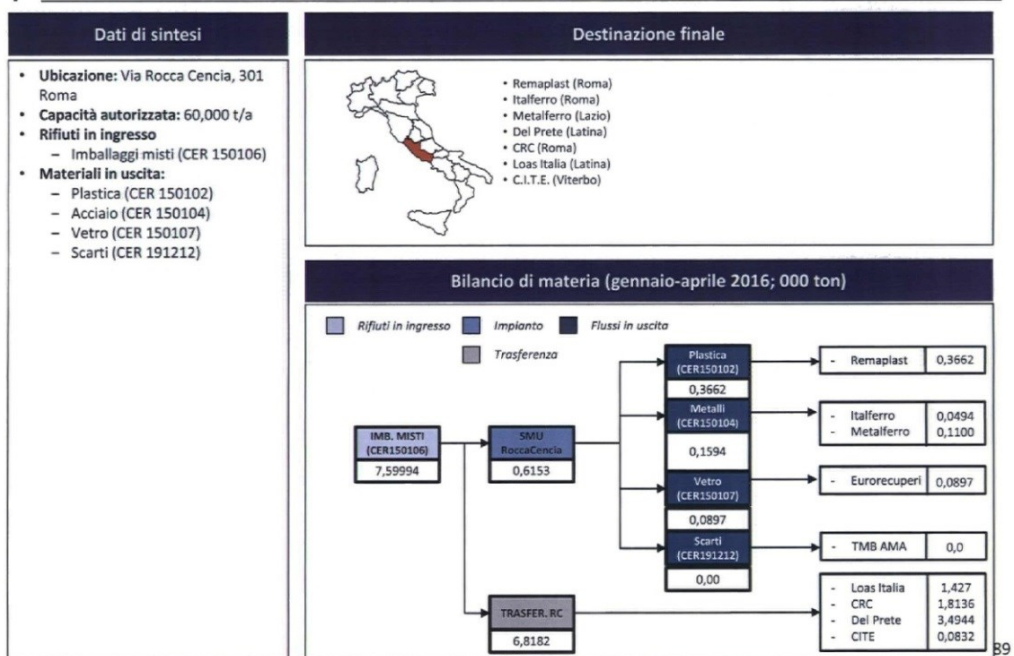 Dati di sintesi
• Ubicazione: Via Rocca Cencia, 301
Roma
• Capacità autorizzata: 60,000 t/a
• Rifiuti in ingresso
– Imballaggi misti (CER 150106)
• Materiali in uscita:
– Plastica (CER 150102)
– Acciaio (CER 150104)
– Vetro (CER 150107)
– Scarti (CER 191212)
Destinazione finale
• Remaplast (Roma)
• Italferro (Roma)
• Metalferro (Lazio)
• Del Prete (Latina)
• CRC (Roma)
• Loas Italia (Latina)
• C.I.T.E. (Viterbo)
Bilancio di materia (gennaio-aprile 2016; 000 ton)
Rifiuti in ingresso Impianto Flussi in uscita
Trasferenza
IMB. MISTI
(CER150106)
7,59994
SMU
RoccaCencia
0,6153
TRASFER. RC
6,8182
Plastica
(CER150102)
0,3662
Metalli
(CER150104)
0,1594
Vetro
(CER150107)
0,0897
Scarti
(CER191212)
0,00
- Remaplast 0,3662
- Italferro 0,0494
- Metalferro 0,1100
- Eurorecuperi 0,0897
- TMB AMA 0,0
- Loas Italia 1,427
- CRC 1,8136
- Del Prete 3,4944
- CITE 0,0832
89